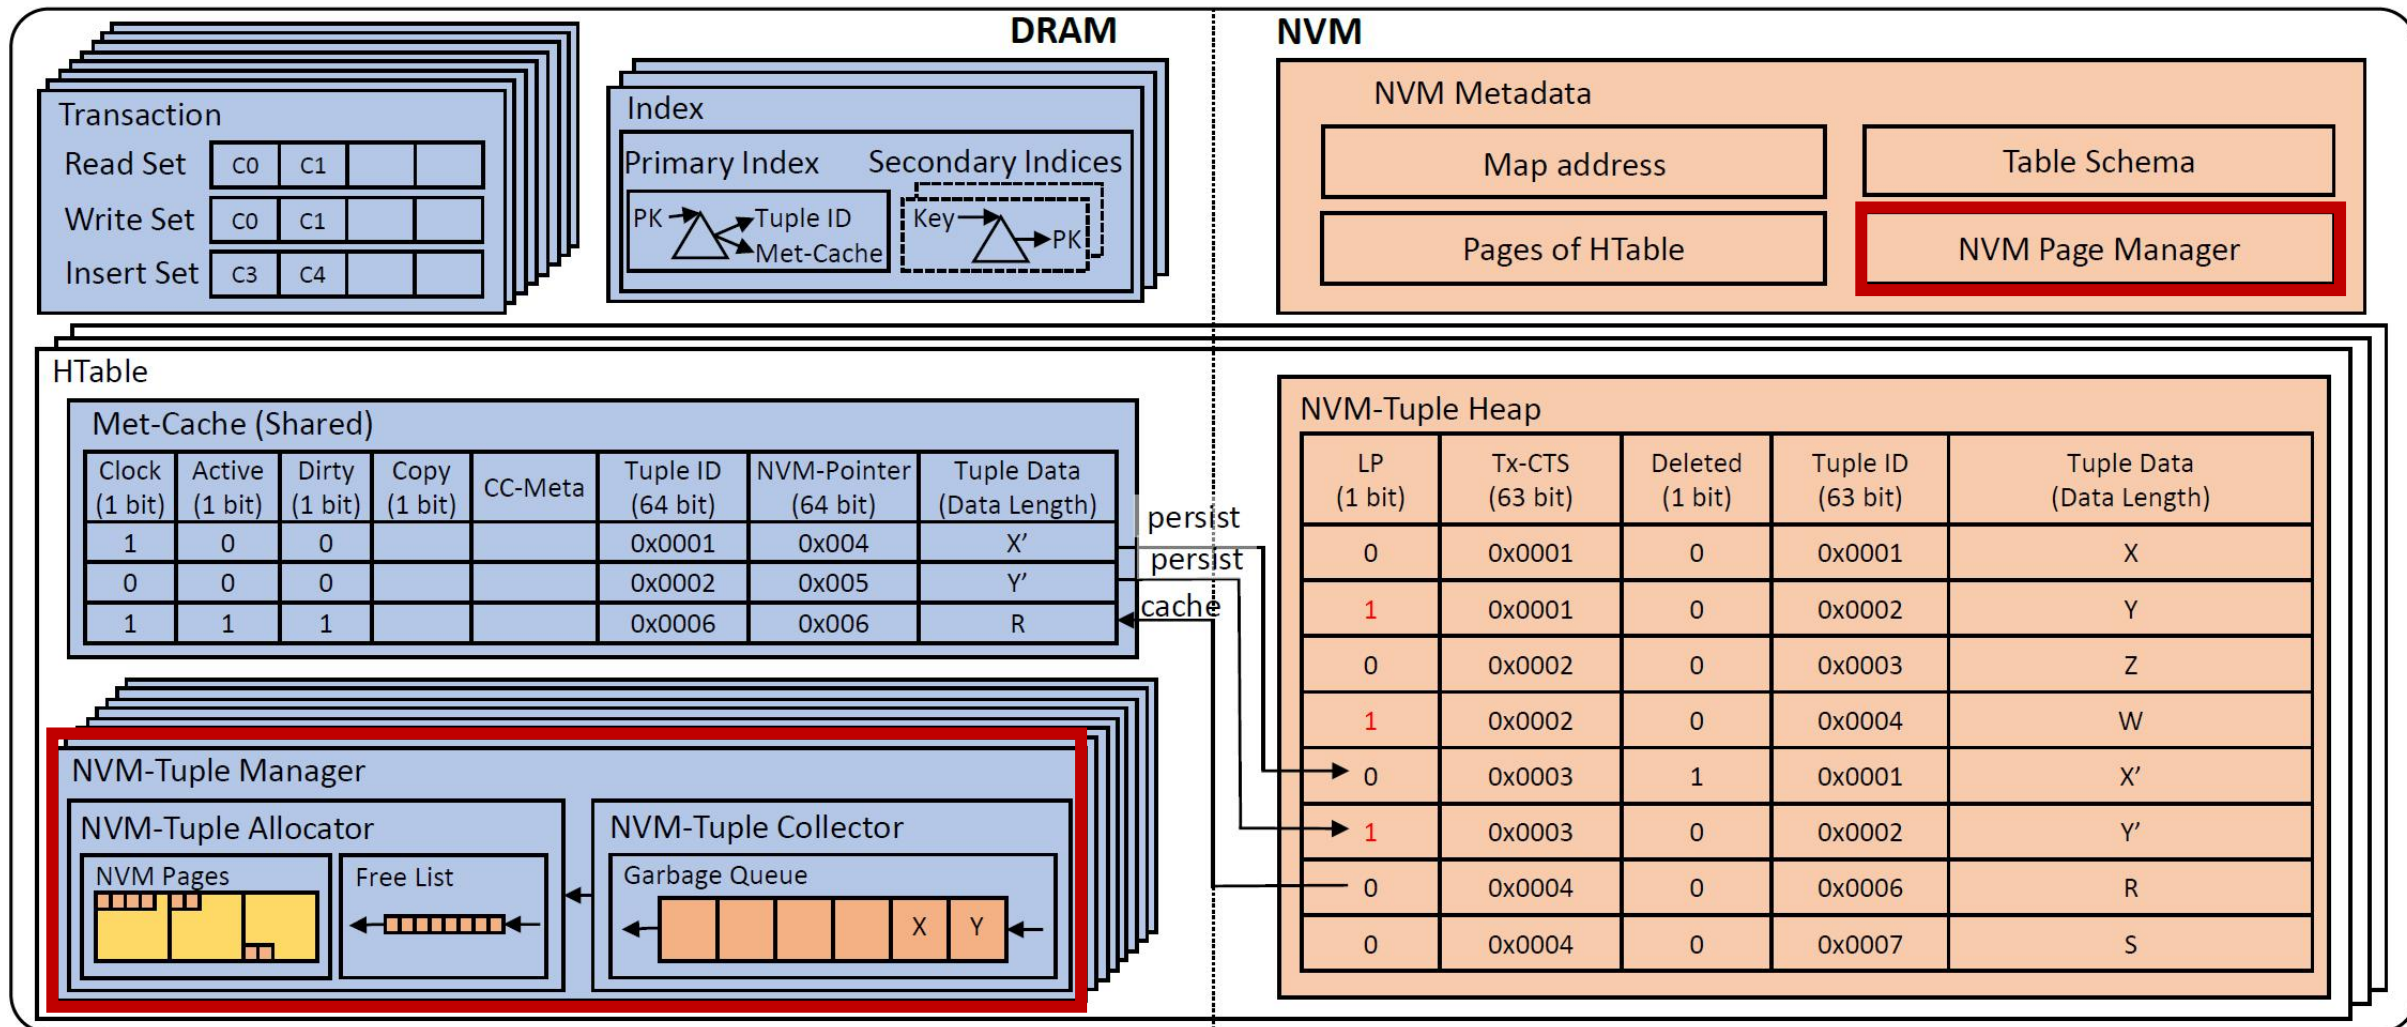 DRAM
NVM
Transaction
Read Set C0 C1
Write Set C0 C1
Insert Set C3 C4
Index
Primary Index
PK
Tuple ID
Met-Cache
Secondary Indices
Key
PK
NVM Metadata
Map address
Table Schema
Pages of HTable
NVM Page Manager
HTable
Met-Cache (Shared)
Clock (1 bit) Active (1 bit) Dirty (1 bit) Copy (1 bit) CC-Meta Tuple ID (64 bit) NVM-Pointer (64 bit) Tuple Data (Data Length)
1 0 0 0x0001 0x004 X’
0 0 0 0x0002 0x005 Y’
1 1 1 0x0006 0x006 R
persist
persist
cache
NVM-Tuple Manager
NVM-Tuple Allocator
NVM Pages
Free List
NVM-Tuple Collector
Garbage Queue
X Y
NVM-Tuple Heap
LP (1 bit) Tx-CTS (63 bit) Deleted (1 bit) Tuple ID (63 bit) Tuple Data (Data Length)
0 0x0001 0 0x0001 X
1 0x0001 0 0x0002 Y
0 0x0002 0 0x0003 Z
1 0x0002 0 0x0004 W
0 0x0003 1 0x0001 X’
1 0x0003 0 0x0002 Y’
0 0x0004 0 0x0006 R
0 0x0004 0 0x0007 S